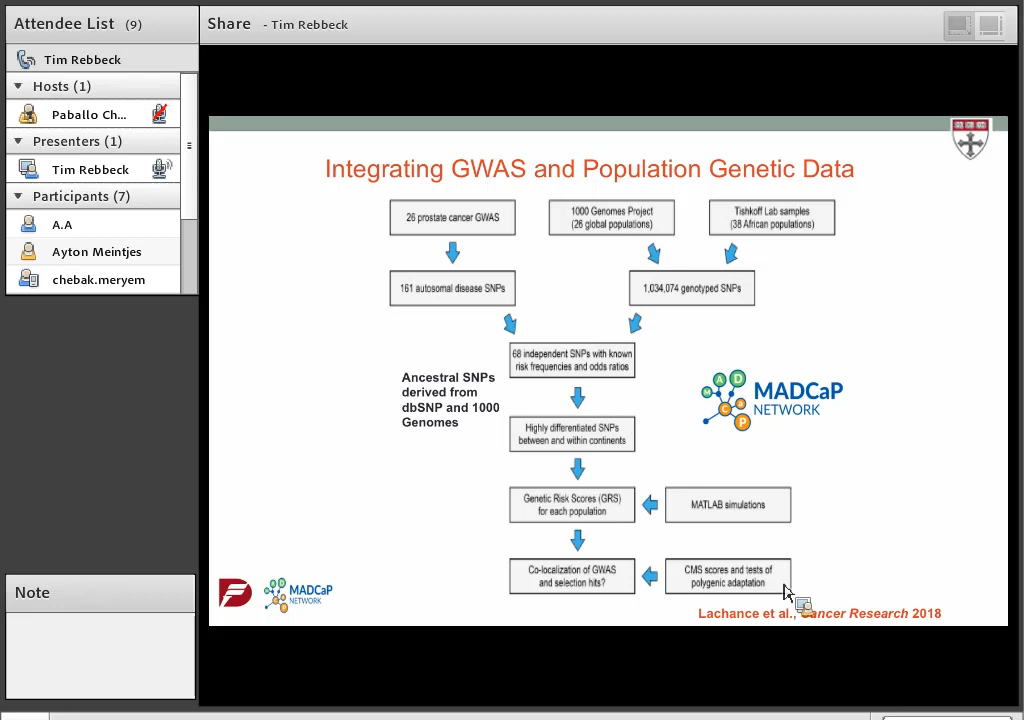 Attendee List (9)
Tim Rebbeck
Hosts (1)
Paballo Ch...
Presenters (1)
Tim Rebbeck
Participants (7)
A.A
Ayton Meintjes
chebak.meryem
Note
Share - Tim Rebbeck
Integrating GWAS and Population Genetic Data
26 prostate cancer GWAS
1000 Genomes Project
(26 global populations)
Tishkoff Lab samples
(38 African populations)
161 autosomal disease SNPs
1,034,074 genotyped SNPs
68 independent SNPs with known
risk frequencies and odds ratios
Ancestral SNPs
derived from
dbSNP and 1000
Genomes
M A D C a P
MADCaP
NETWORK
Highly differentiated SNPs
between and within continents
Genetic Risk Scores (GRS)
for each population
MATLAB simulations
Co-localization of GWAS
and selection hits?
CMS scores and tests of
polygenic adaptation
MADCaP
NETWORK
Lachance et al., Cancer Research 2018